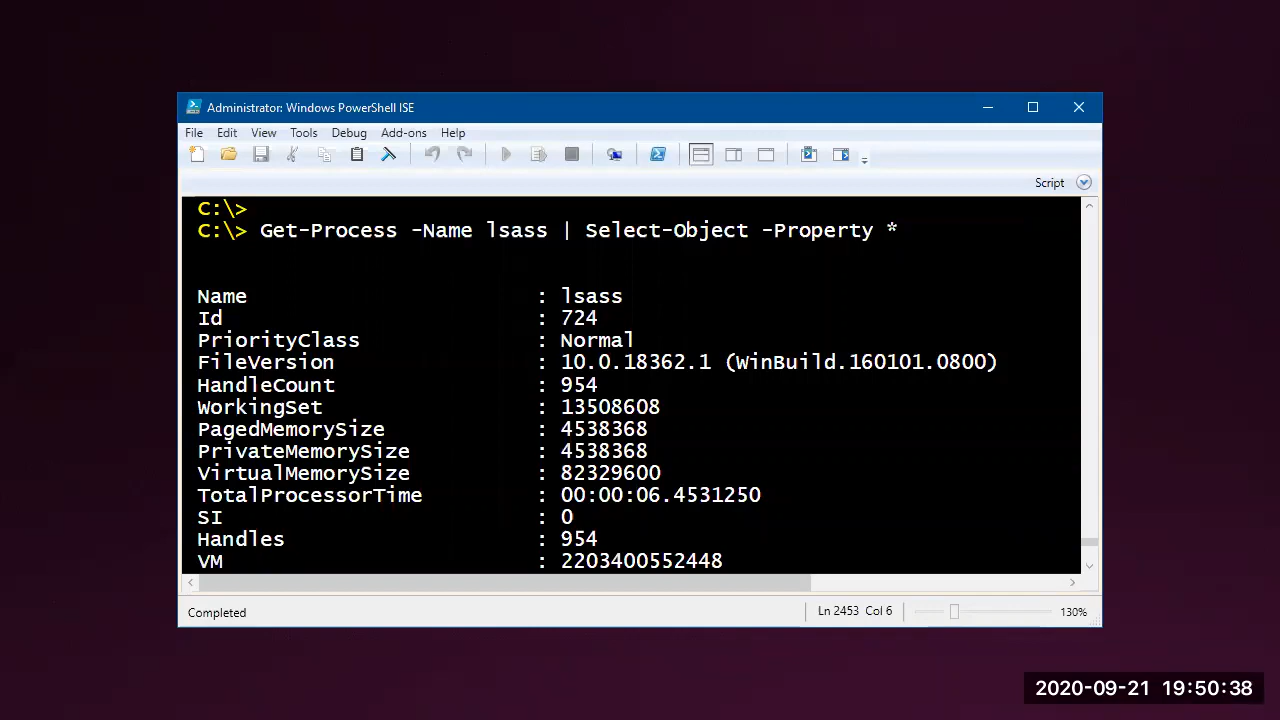 Administrator: Windows PowerShell ISE
File Edit View Tools Debug Add-ons Help
Script
C:\>
C:\> Get-Process -Name lsass | Select-Object -Property *
Name : lsass
Id : 724
PriorityClass : Normal
FileVersion : 10.0.18362.1 (WinBuild.160101.0800)
HandleCount : 954
WorkingSet : 13508608
PagedMemorySize : 4538368
PrivateMemorySize : 4538368
VirtualMemorySize : 82329600
TotalProcessorTime : 00:00:06.4531250
SI : 0
Handles : 954
VM : 2203400552448
Completed Ln 2453 Col 6 130%
2020-09-21 19:50:38